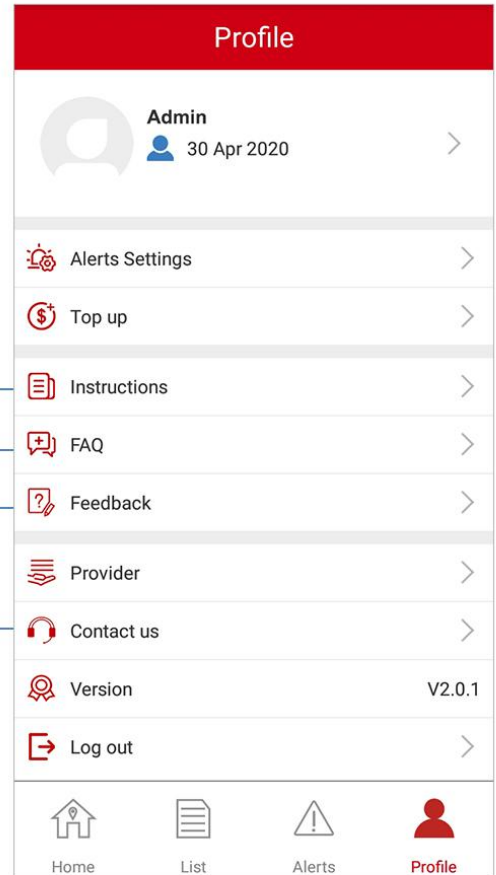 Profile
Admin
30 Apr 2020
Alerts Settings
Top up
Instructions
FAQ
Feedback
Provider
Contact us
Version V2.0.1
Log out
Home List Alerts Profile